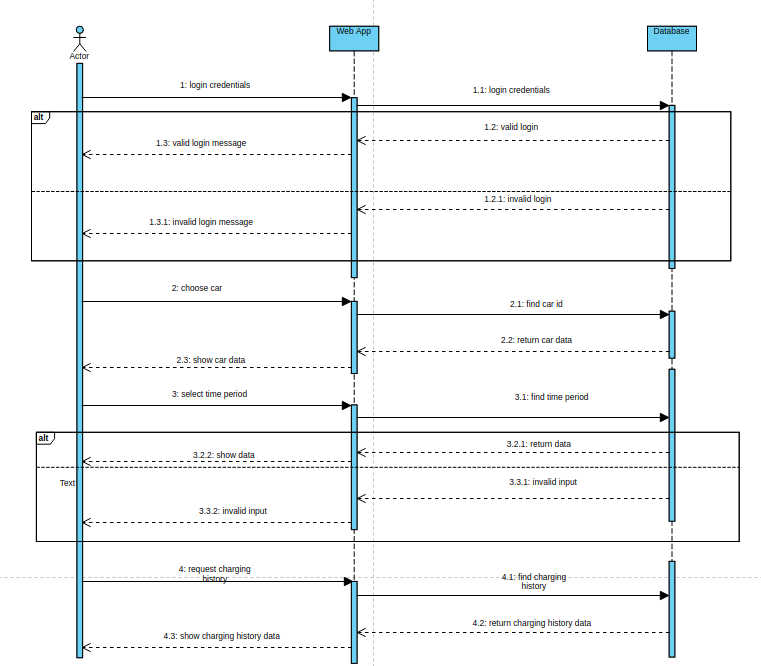 Web App
Database
Actor
1: login credentials
1.1: login credentials
alt
1.2: valid login
1.3: valid login message
1.2.1: invalid login
1.3.1: invalid login message
2: choose car
2.1: find car id
2.2: return car data
2.3: show car data
3: select time period
3.1: find time period
alt
3.2.1: return data
3.2.2: show data
Text
3.3.1: invalid input
3.3.2: invalid input
4: request charging
history
4.1: find charging
history
4.2: return charging history data
4.3: show charging history data